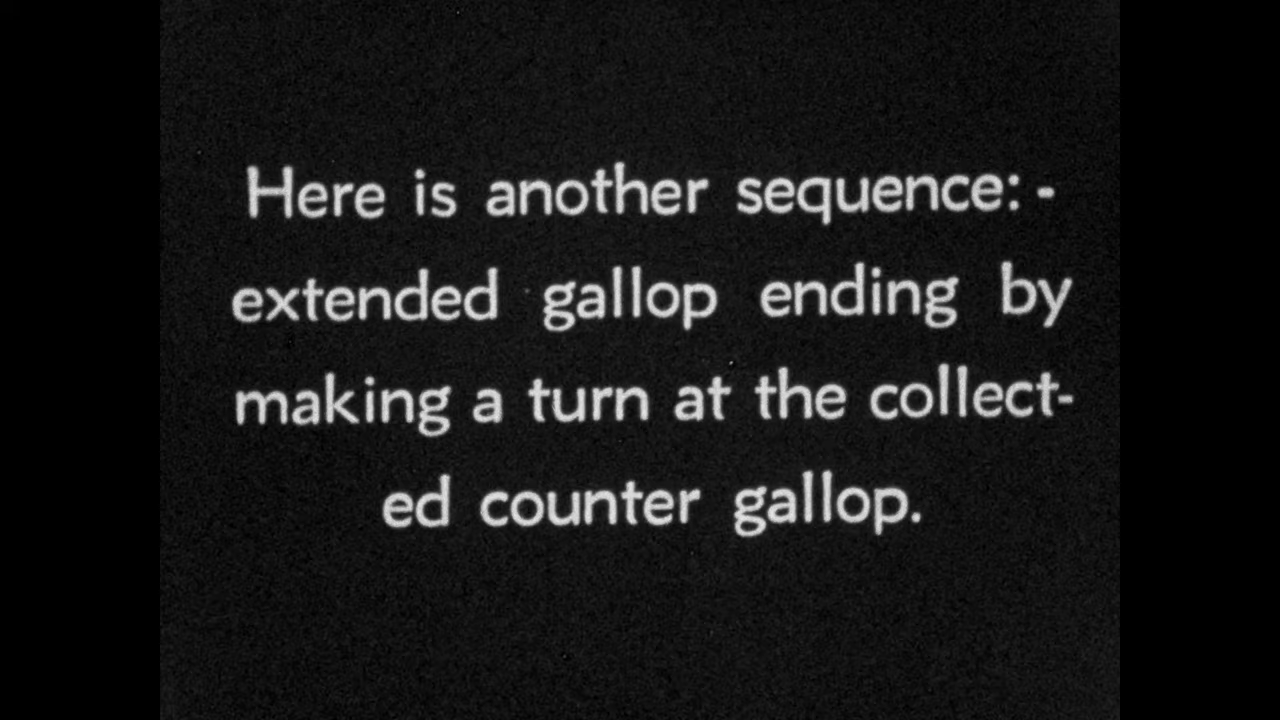 Here is another sequence: -
extended gallop ending by
making a turn at the collect-
ed counter gallop.